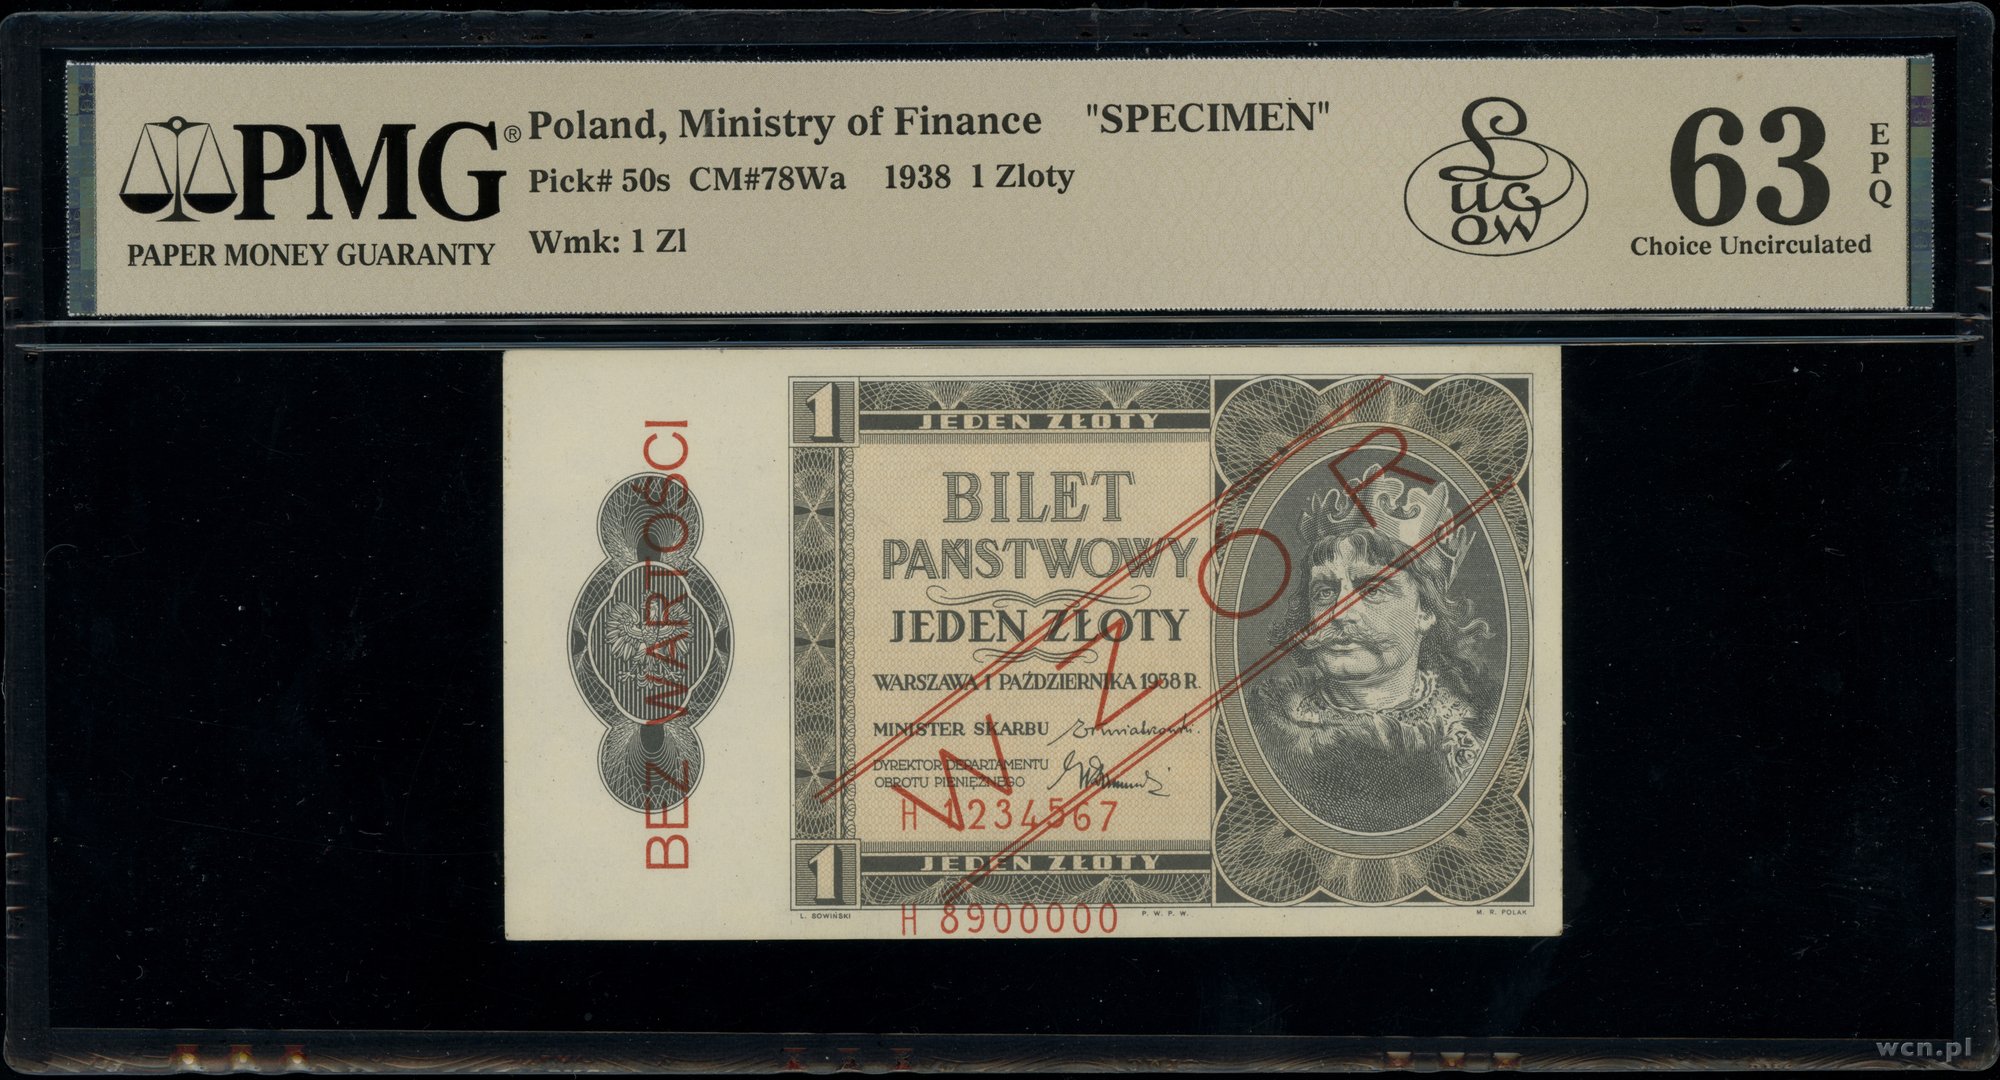 PMG®
PAPER MONEY GUARANTY
Poland, Ministry of Finance "SPECIMEN"
Pick# 50s CM#78Wa 1938 1 Zloty
Wmk: 1 Zl
Lugow
63
EPQ
Choice Uncirculated
BEZ WARTOŚCI
1
JEDEN ZŁOTY
BILET
PAŃSTWOWY
JEDEN ZŁOTY
WARSZAWA 1 PAŹDZIERNIKA 1938 R.
MINISTER SKARBU
DYREKTOR DEPARTAMENTU
OBROTU PIENIĘŻNEGO
H 1234567
1
JEDEN ZŁOTY
H 8900000
WZÓR
L. SOWIŃSKI
P. W. P. W.
M. R. POLAK
wcn.pl